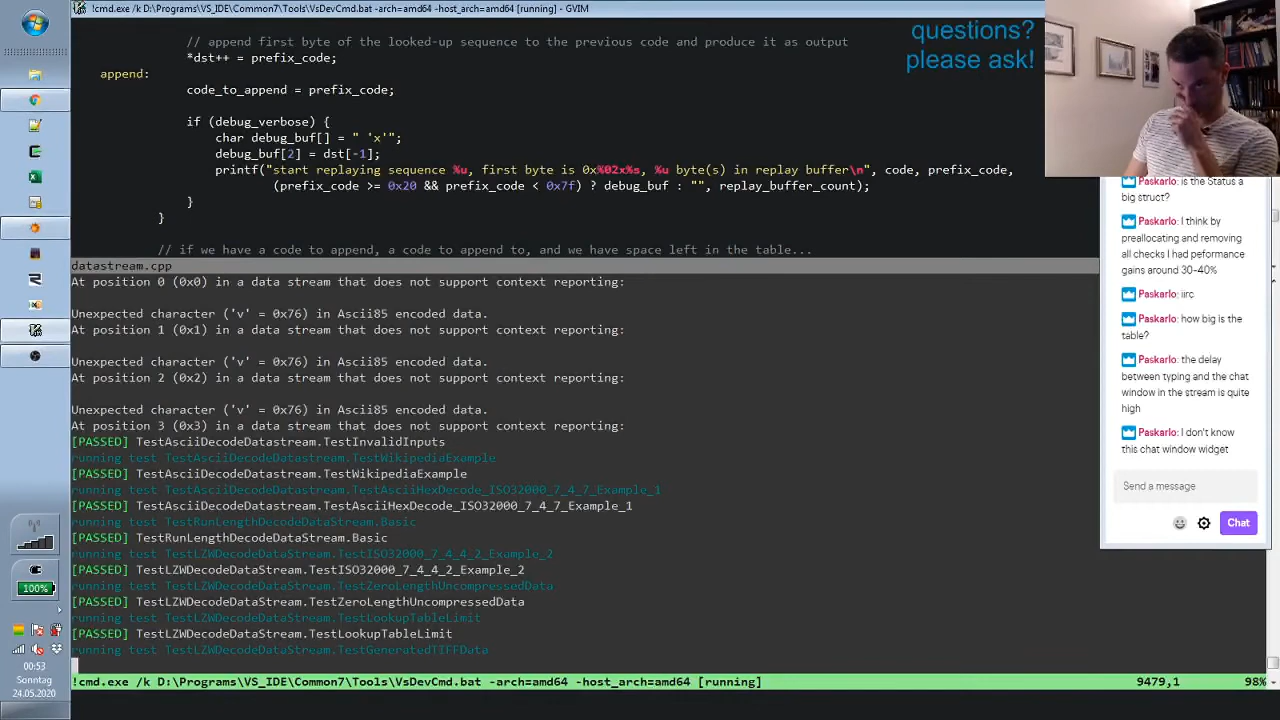 !cmd.exe /k D:\Programs\VS_IDE\Common7\Tools\VsDevCmd.bat -arch=amd64 -host_arch=amd64 [running] - GVIM
// append first byte of the looked-up sequence to the previous code and produce it as output
*dst++ = prefix_code;
append:
code_to_append = prefix_code;
if (debug_verbose) {
char debug_buf[] = " 'x'";
debug_buf[2] = dst[-1];
printf("start replaying sequence %u, first byte is 0x%02x%s, %u byte(s) in replay buffer\n", code, prefix_code,
(prefix_code >= 0x20 && prefix_code < 0x7f) ? debug_buf : "", replay_buffer_count);
}
}
// if we have a code to append, a code to append to, and we have space left in the table...
datastream.cpp
At position 0 (0x0) in a data stream that does not support context reporting:
Unexpected character ('v' = 0x76) in Ascii85 encoded data.
At position 1 (0x1) in a data stream that does not support context reporting:
Unexpected character ('v' = 0x76) in Ascii85 encoded data.
At position 2 (0x2) in a data stream that does not support context reporting:
Unexpected character ('v' = 0x76) in Ascii85 encoded data.
At position 3 (0x3) in a data stream that does not support context reporting:
[PASSED] TestAsciiDecodeDatastream.TestInvalidInputs
running test TestAsciiDecodeDatastream.TestWikipediaExample
[PASSED] TestAsciiDecodeDatastream.TestWikipediaExample
running test TestAsciiDecodeDatastream.TestAsciiHexDecode_ISO32000_7_4_7_Example_1
[PASSED] TestAsciiDecodeDatastream.TestAsciiHexDecode_ISO32000_7_4_7_Example_1
running test TestRunLengthDecodeDataStream.Basic
[PASSED] TestRunLengthDecodeDataStream.Basic
running test TestLZWDecodeDataStream.TestISO32000_7_4_4_2_Example_2
[PASSED] TestLZWDecodeDataStream.TestISO32000_7_4_4_2_Example_2
running test TestLZWDecodeDataStream.TestZeroLengthUncompressedData
[PASSED] TestLZWDecodeDataStream.TestZeroLengthUncompressedData
running test TestLZWDecodeDataStream.TestLookupTableLimit
[PASSED] TestLZWDecodeDataStream.TestLookupTableLimit
running test TestLZWDecodeDataStream.TestGeneratedTIFFData
!cmd.exe /k D:\Programs\VS_IDE\Common7\Tools\VsDevCmd.bat -arch=amd64 -host_arch=amd64 [running] 9479,1 98%
questions?
please ask!
Paskarlo: is the Status a
big struct?
Paskarlo: I think by
preallocating and removing
all checks I had peformance
gains around 30-40%
Paskarlo: iirc
Paskarlo: how big is the
table?
Paskarlo: the delay
between typing and the chat
window in the stream is quite
high
Paskarlo: I don't know
this chat window widget
Send a message
Chat
100%
00:53
Sonntag
24.05.2020